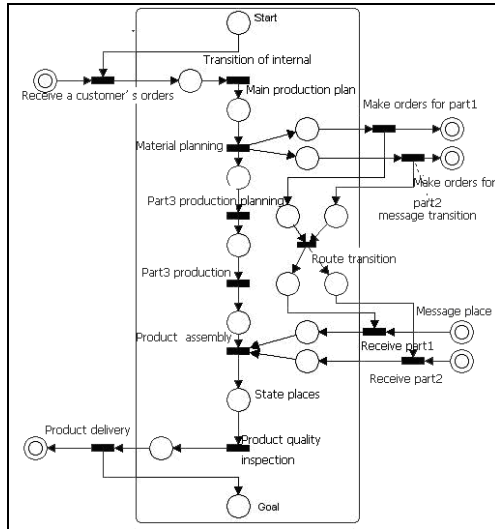 Start
Transition of internal
Receive a customer's orders
Main production plan
Make orders for part1
Material planning
Make orders for
part2
message transition
Part3 production planning
Route transition
Part3 production
Message place
Product assembly
Receive part1
Receive part2
State places
Product delivery
Product quality
inspection
Goal